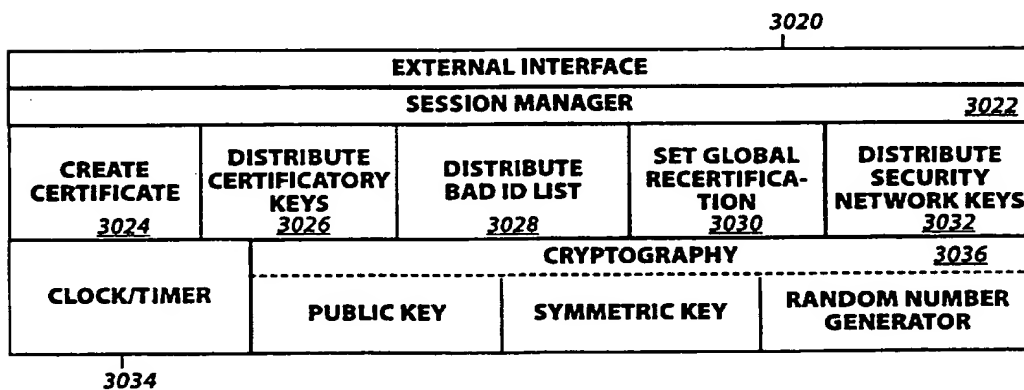 3020
EXTERNAL INTERFACE
SESSION MANAGER 3022
CREATE
CERTIFICATE
3024
DISTRIBUTE
CERTIFICATORY
KEYS
3026
DISTRIBUTE
BAD ID LIST
3028
SET GLOBAL
RECERTIFICA-
TION
3030
DISTRIBUTE
SECURITY
NETWORK KEYS
3032
CLOCK/TIMER
CRYPTOGRAPHY 3036
PUBLIC KEY
SYMMETRIC KEY
RANDOM NUMBER
GENERATOR
3034